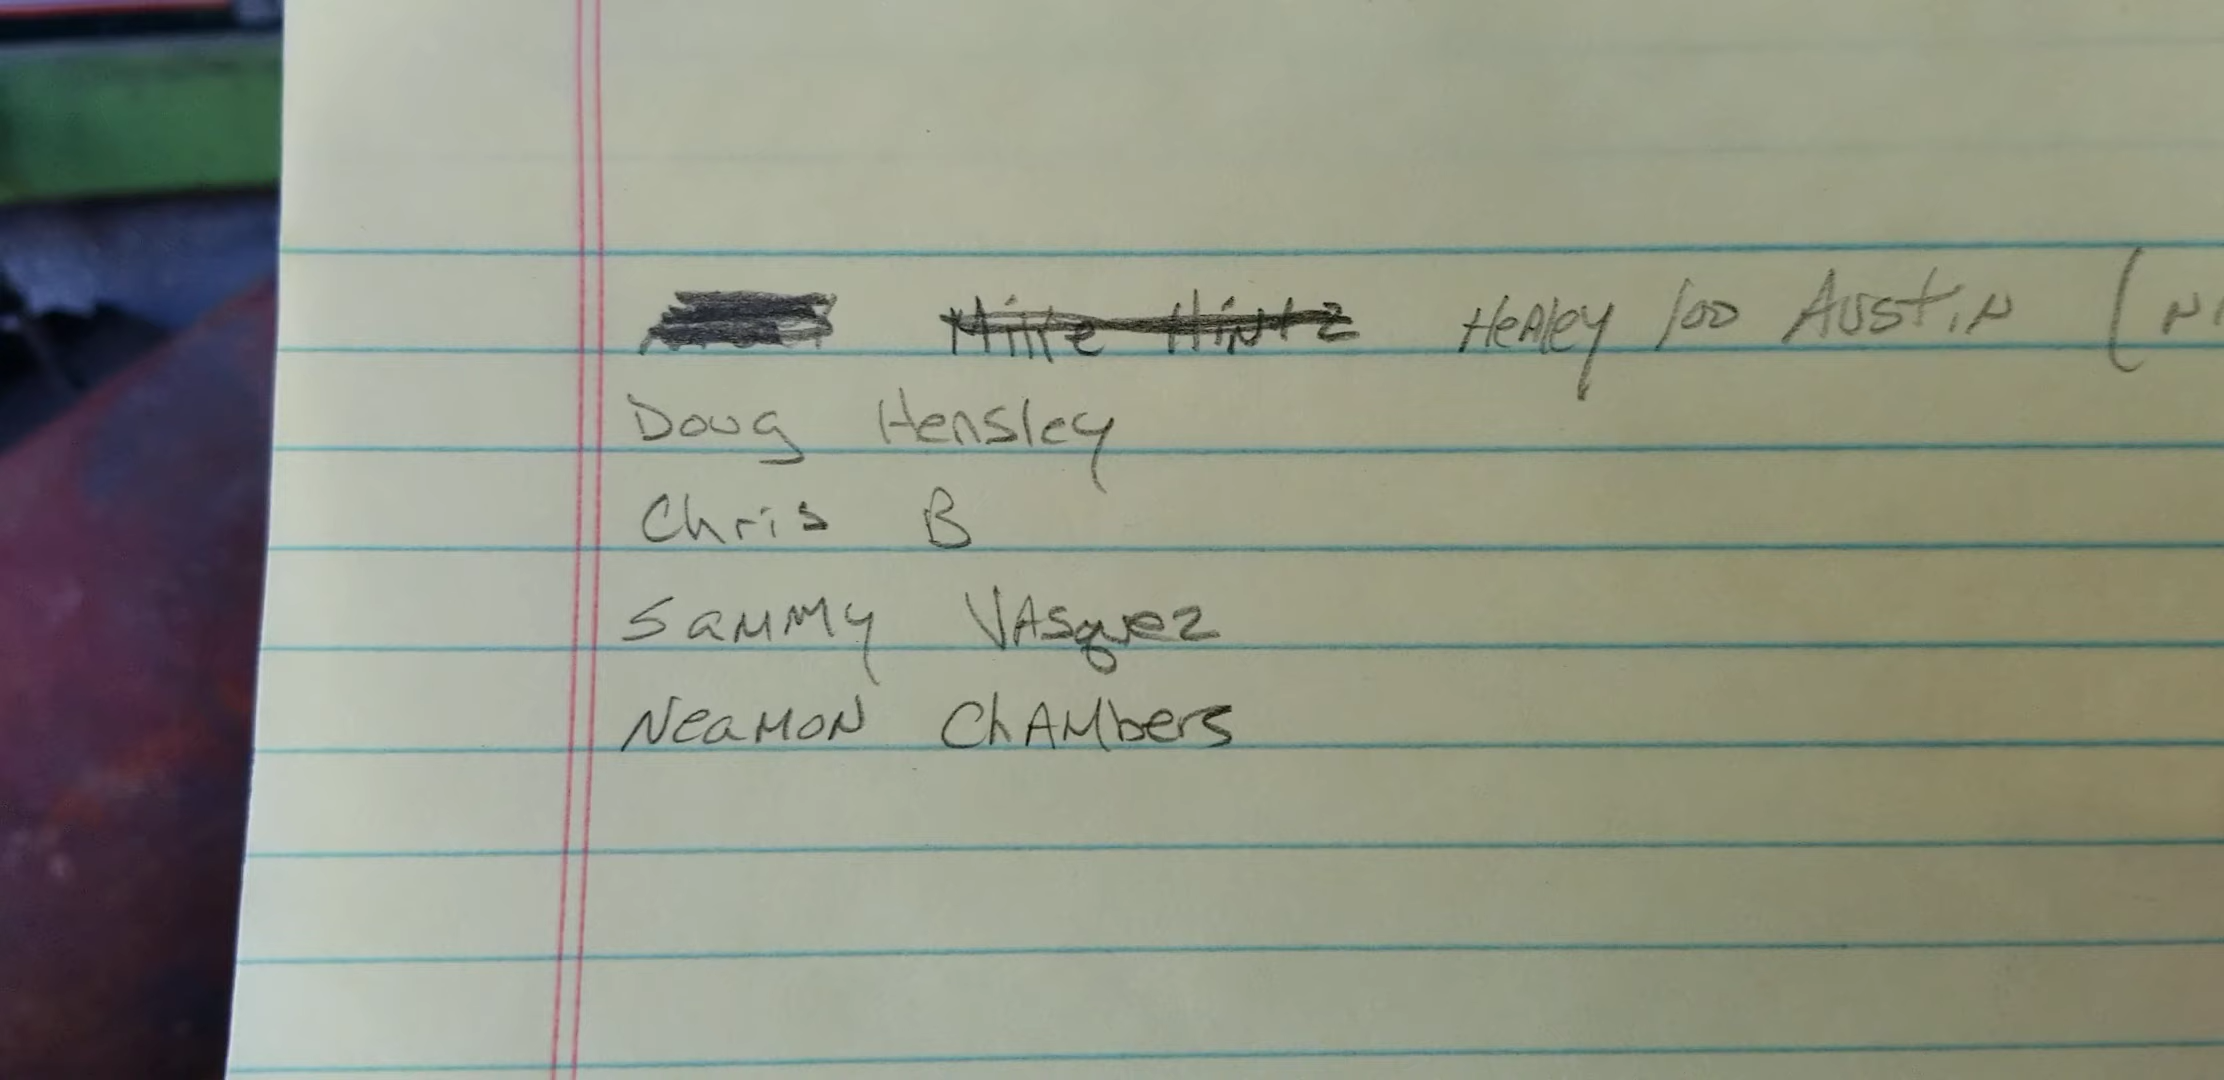 Mike Hintz Healey 100 Austin (
Doug Hensley
Chris B
Sammy VASquez
NeaMON ChAMbers